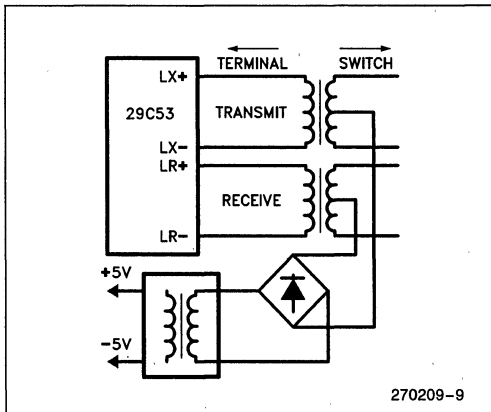 TERMINAL SWITCH
LX+
29C53 TRANSMIT
LX-
LR+
RECEIVE
LR-
+5V
-5V
270209-9